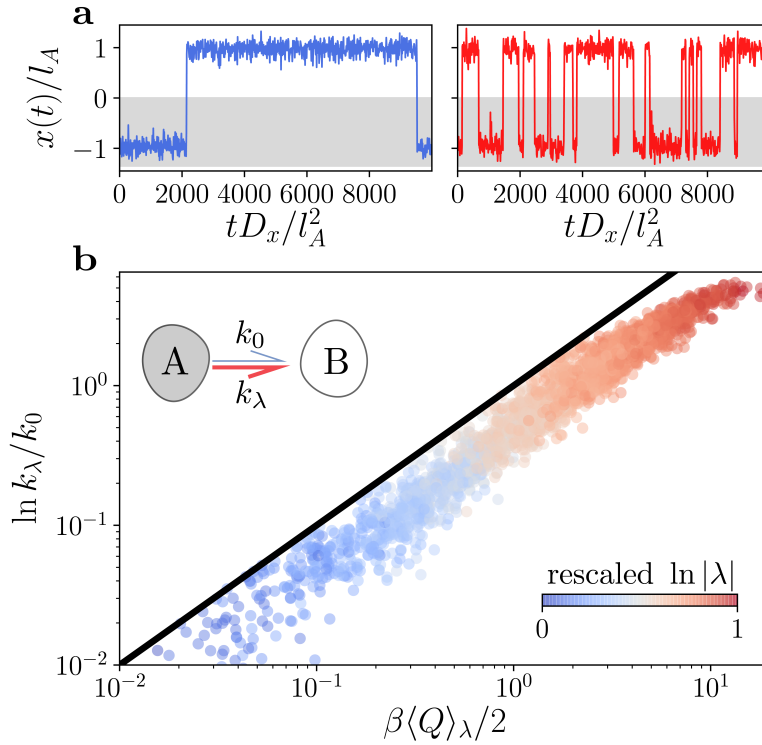 a
x(t)/l_A
1
0
−1
0 2000 4000 6000 8000
tD_x/l_A^2
0 2000 4000 6000 8000
tD_x/l_A^2
b
ln k_λ/k_0
10^0
10^{-1}
10^{-2}
A
k_0
k_λ
B
rescaled ln |λ|
0 1
10^{-2} 10^{-1} 10^0 10^1
β⟨Q⟩_λ/2